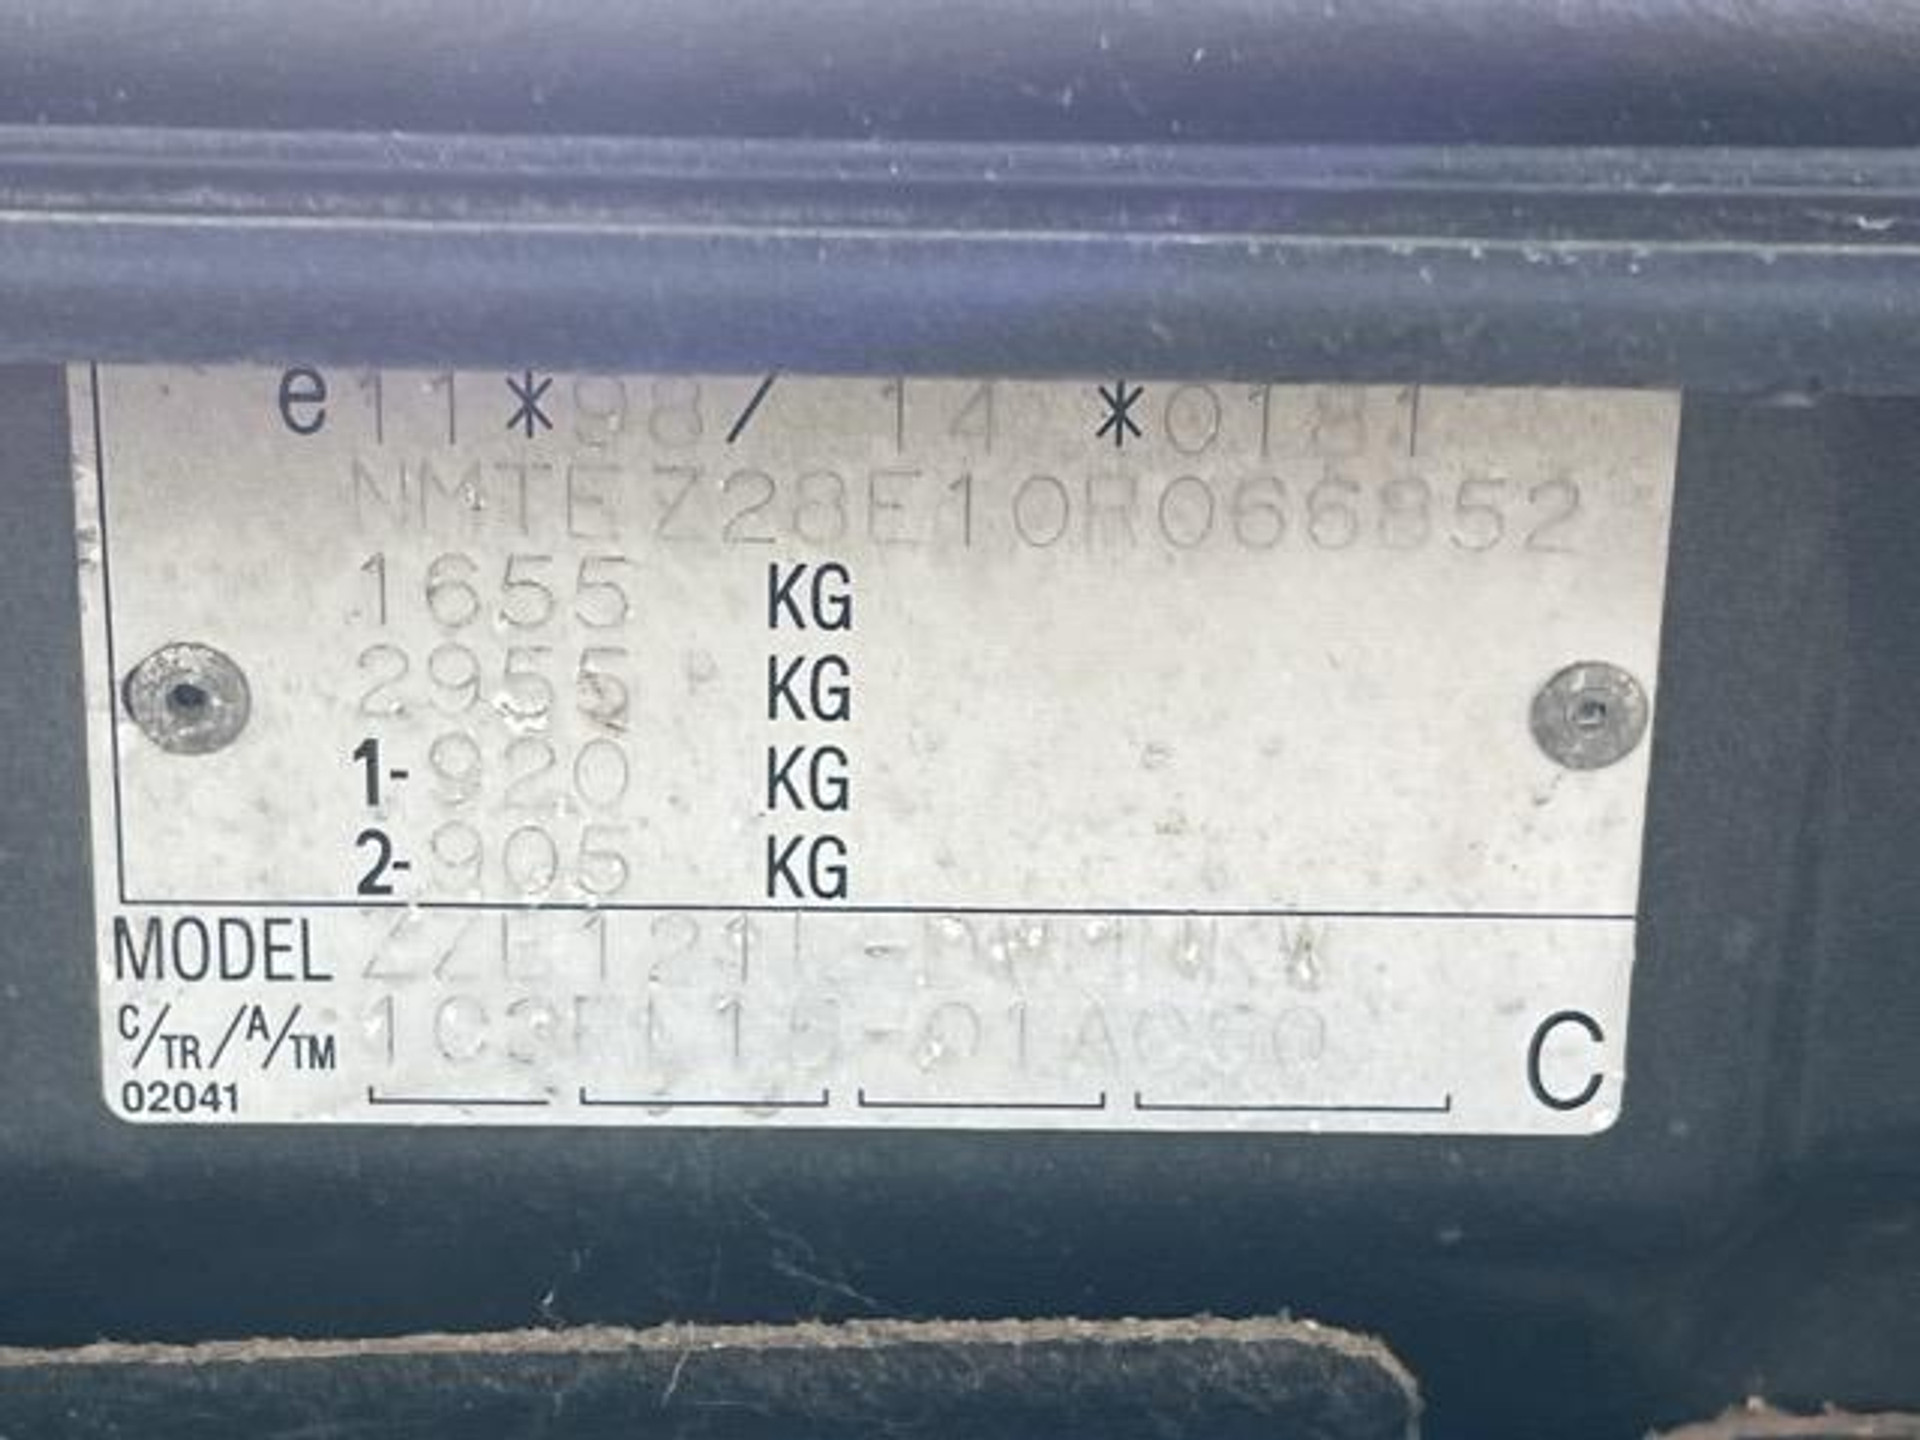 e11*98/ 14 *0181
NMTEZ28E10R066852
1655 KG
2955 KG
1- 920 KG
2- 905 KG
MODEL
C/TR/A/TM C
02041